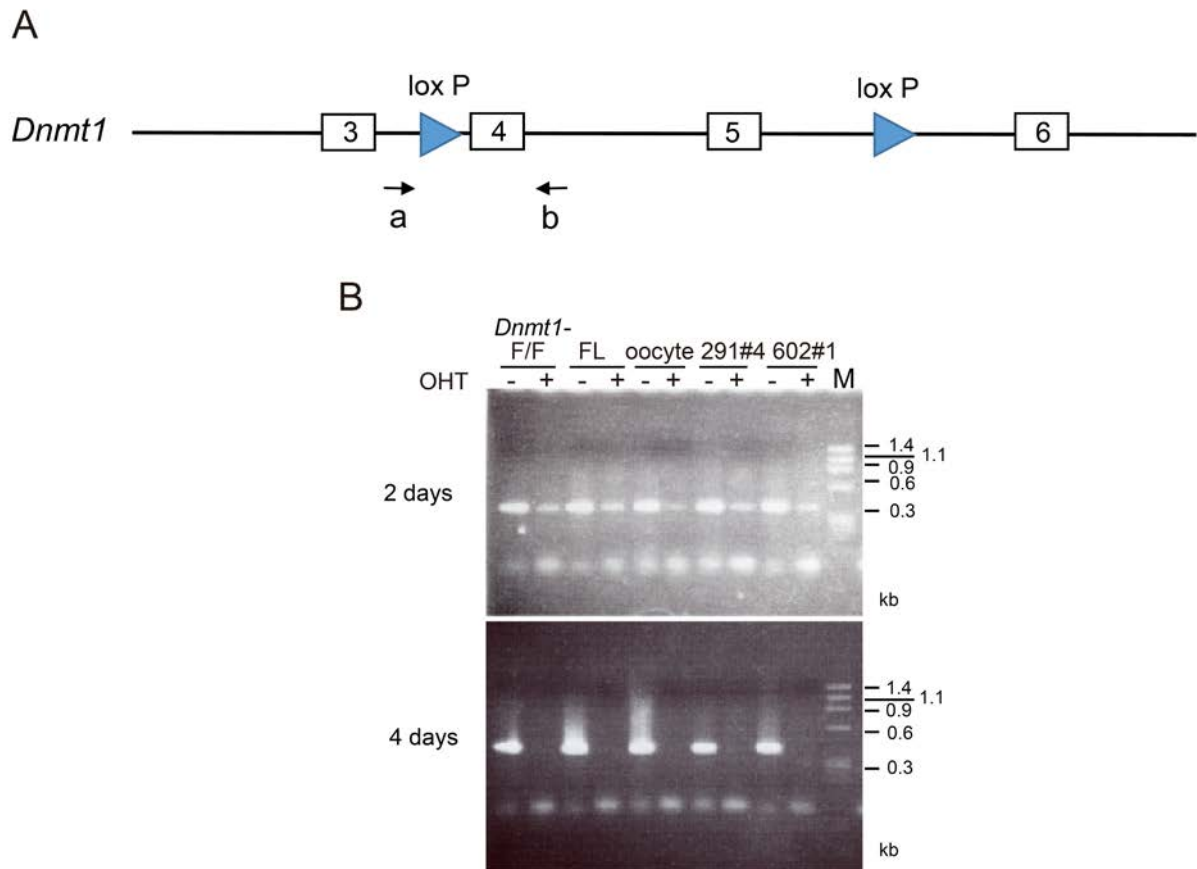 A
lox P lox P
Dnmt1 3 4 5 6
a b
B
Dnmt1-
F/F FL oocyte 291#4 602#1
OHT - + - + - + - + - + M
2 days
1.4
1.1
0.9
0.6
0.3
kb
4 days
1.4
1.1
0.9
0.6
0.3
kb